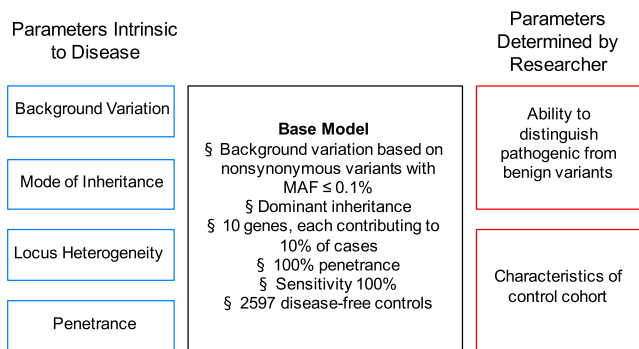 Parameters Intrinsic
to Disease
Background Variation
Mode of Inheritance
Locus Heterogeneity
Penetrance
Base Model
§ Background variation based on
nonsynonymous variants with
MAF ≤ 0.1%
§ Dominant inheritance
§ 10 genes, each contributing to
10% of cases
§ 100% penetrance
§ Sensitivity 100%
§ 2597 disease-free controls
Parameters
Determined by
Researcher
Ability to
distinguish
pathogenic from
benign variants
Characteristics of
control cohort